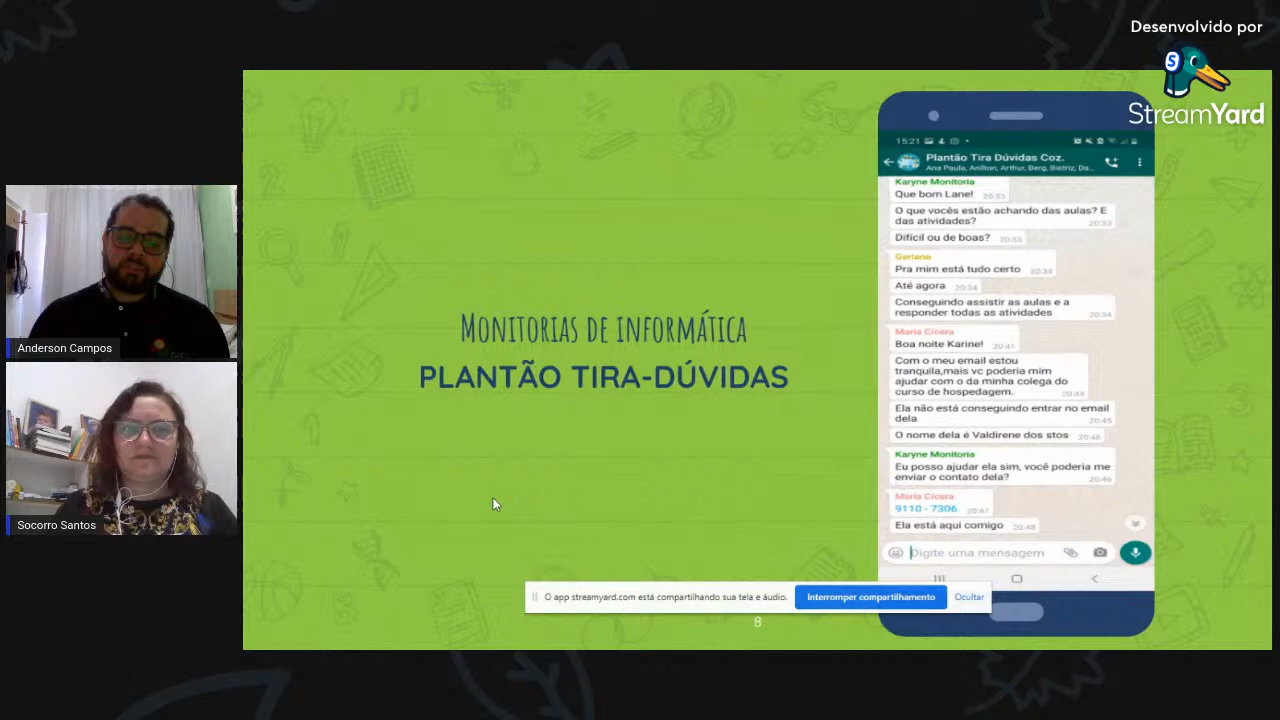 Desenvolvido por
StreamYard
Anderson Campos
Socorro Santos
MONITORIAS DE INFORMÁTICA
PLANTÃO TIRA-DÚVIDAS
15:21
Plantão Tira Dúvidas Coz.
Ana Paula, Anilton, Arthur, Berg, Biatriz, Da...
Karyne Monitoria
Que bom Lane! 20:33
O que vocês estão achando das aulas? E
das atividades? 20:33
Difícil ou de boas? 20:33
Gerlane
Pra mim está tudo certo 20:34
Até agora 20:34
Conseguindo assistir as aulas e a
responder todas as atividades 20:34
Maria Cicera
Boa noite Karine! 20:41
Com o meu email estou
tranquila,mais vc poderia mim
ajudar com o da minha colega do
curso de hospedagem. 20:44
Ela não está conseguindo entrar no email
dela 20:45
O nome dela é Valdirene dos stos 20:46
Karyne Monitoria
Eu posso ajudar ela sim, você poderia me
enviar o contato dela? 20:46
Maria Cicera
9110 - 7306 20:47
Ela está aqui comigo 20:48
Digite uma mensagem
O app streamyard.com está compartilhando sua tela e áudio.
Interromper compartilhamento
Ocultar
8